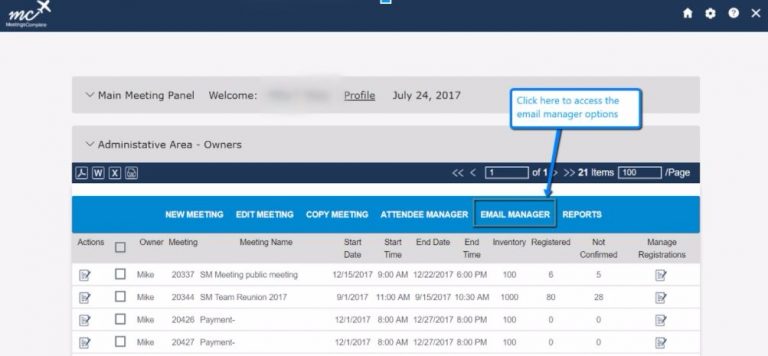 mc
MeetingsComplete
Main Meeting Panel Welcome: Profile July 24, 2017
Click here to access the
email manager options
Administative Area - Owners
W X << < 1 of 1 > >> 21 Items 100 /Page
NEW MEETING EDIT MEETING COPY MEETING ATTENDEE MANAGER EMAIL MANAGER REPORTS
Actions Owner Meeting Meeting Name Start Date Start Time End Date End Time Inventory Registered Not Confirmed Manage Registrations
Mike 20337 SM Meeting public meeting 12/15/2017 9:00 AM 12/22/2017 6:00 PM 100 6 5
Mike 20344 SM Team Reunion 2017 9/1/2017 11:00 AM 9/15/2017 10:30 AM 1000 80 28
Mike 20426 Payment- 12/1/2017 8:00 AM 12/27/2017 8:00 PM 100 0 0
Mike 20427 Payment- 12/1/2017 8:00 AM 12/27/2017 8:00 PM 100 0 0